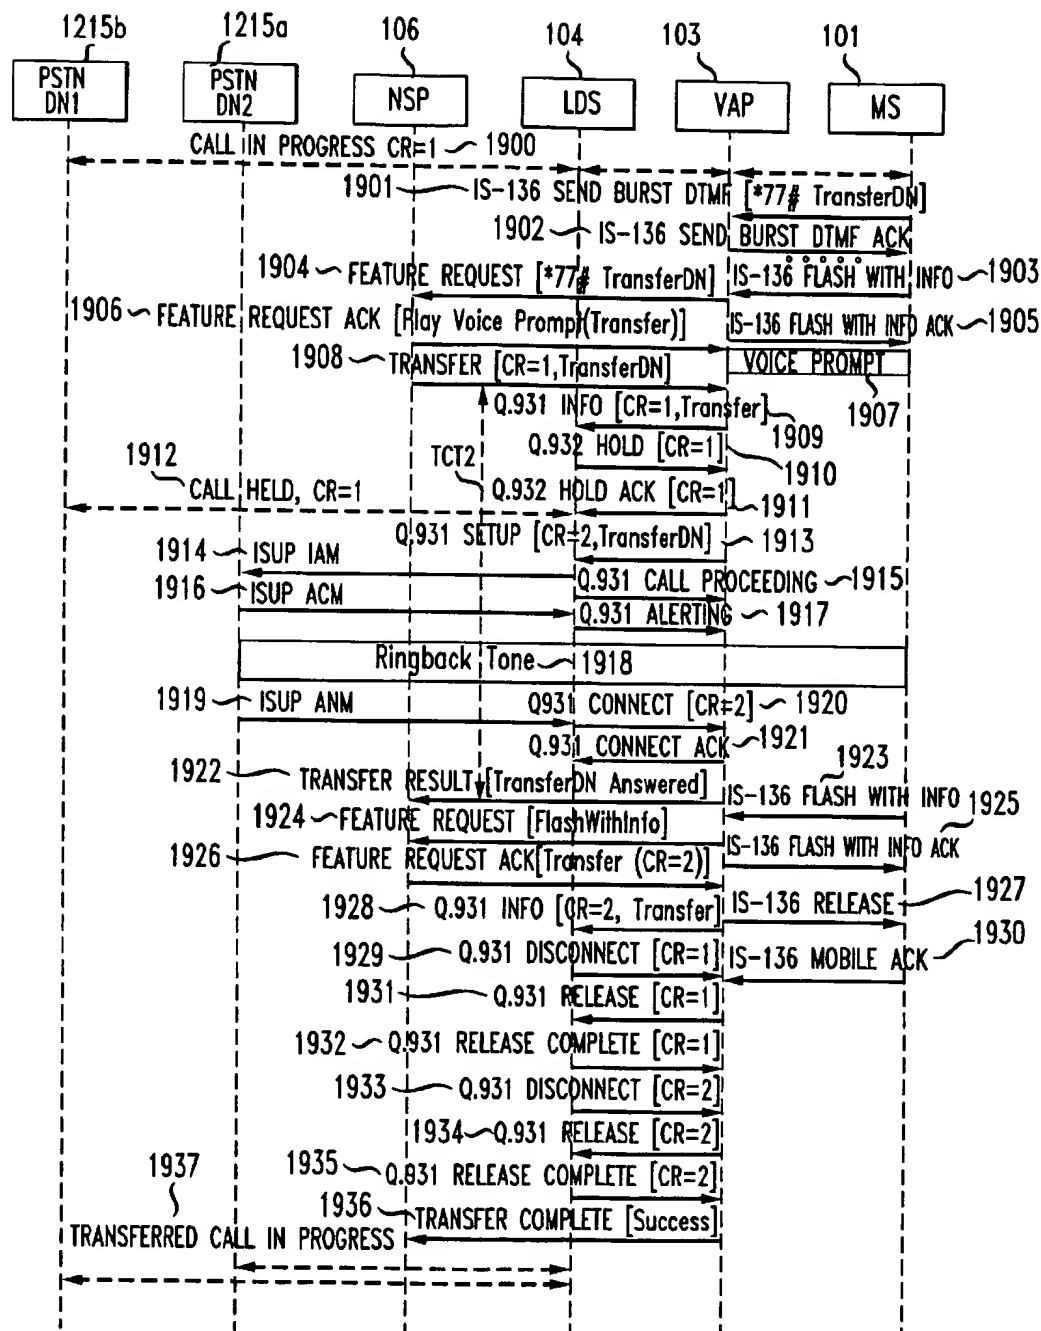 1215b 1215a 106 104 103 101
PSTN DN1 PSTN DN2 NSP LDS VAP MS
CALL IN PROGRESS CR=1 1900
1901 IS-136 SEND BURST DTMF [*77# TransterDN]
1902 IS-136 SEND BURST DTMF ACK
1904 FEATURE REQUEST [*77# TransferDN] IS-136 FLASH WITH INFO 1903
1906 FEATURE REQUEST ACK [Play Voice Prompt(Transfer)] IS-136 FLASH WITH INFO ACK 1905
1908 TRANSFER [CR=1,TransferDN] VOICE PROMPT
1907
Q.931 INFO [CR=1,Transfer] 1909
Q.932 HOLD [CR=1] 1910
TCT2
1912 CALL HELD, CR=1 Q.932 HOLD ACK [CR=1] 1911
Q.931 SETUP [CR=2,TransferDN] 1913
1914 ISUP IAM
Q.931 CALL PROCEEDING 1915
1916 ISUP ACM
Q.931 ALERTING 1917
Ringback Tone 1918
1919 ISUP ANM Q931 CONNECT [CR=2] 1920
Q.931 CONNECT ACK 1921
1922 TRANSFER RESULT [TransferDN Answered] 1923 IS-136 FLASH WITH INFO
1924 FEATURE REQUEST [FlashWithInfo] 1925 IS-136 FLASH WITH INFO ACK
1926 FEATURE REQUEST ACK[Transfer (CR=2)]
1928 Q.931 INFO [CR=2, Transfer] IS-136 RELEASE 1927
1929 Q.931 DISCONNECT [CR=1] IS-136 MOBILE ACK 1930
1931 Q.931 RELEASE [CR=1]
1932 Q.931 RELEASE COMPLETE [CR=1]
1933 Q.931 DISCONNECT [CR=2]
1934 Q.931 RELEASE [CR=2]
1935 Q.931 RELEASE COMPLETE [CR=2]
1936 TRANSFER COMPLETE [Success]
1937 TRANSFERRED CALL IN PROGRESS